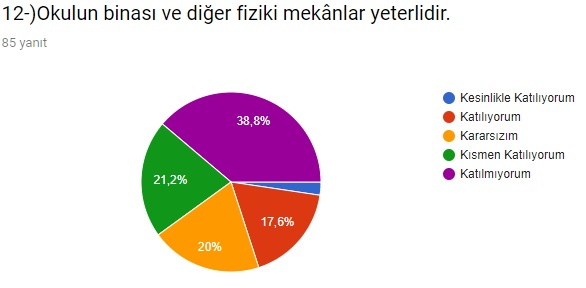 12-)Okulun binası ve diğer fiziki mekânlar yeterlidir.
85 yanıt
Kesinlikle Katılıyorum
Katılıyorum
Kararsızım
Kısmen Katılıyorum
Katılmıyorum
38,8%
21,2%
17,6%
20%